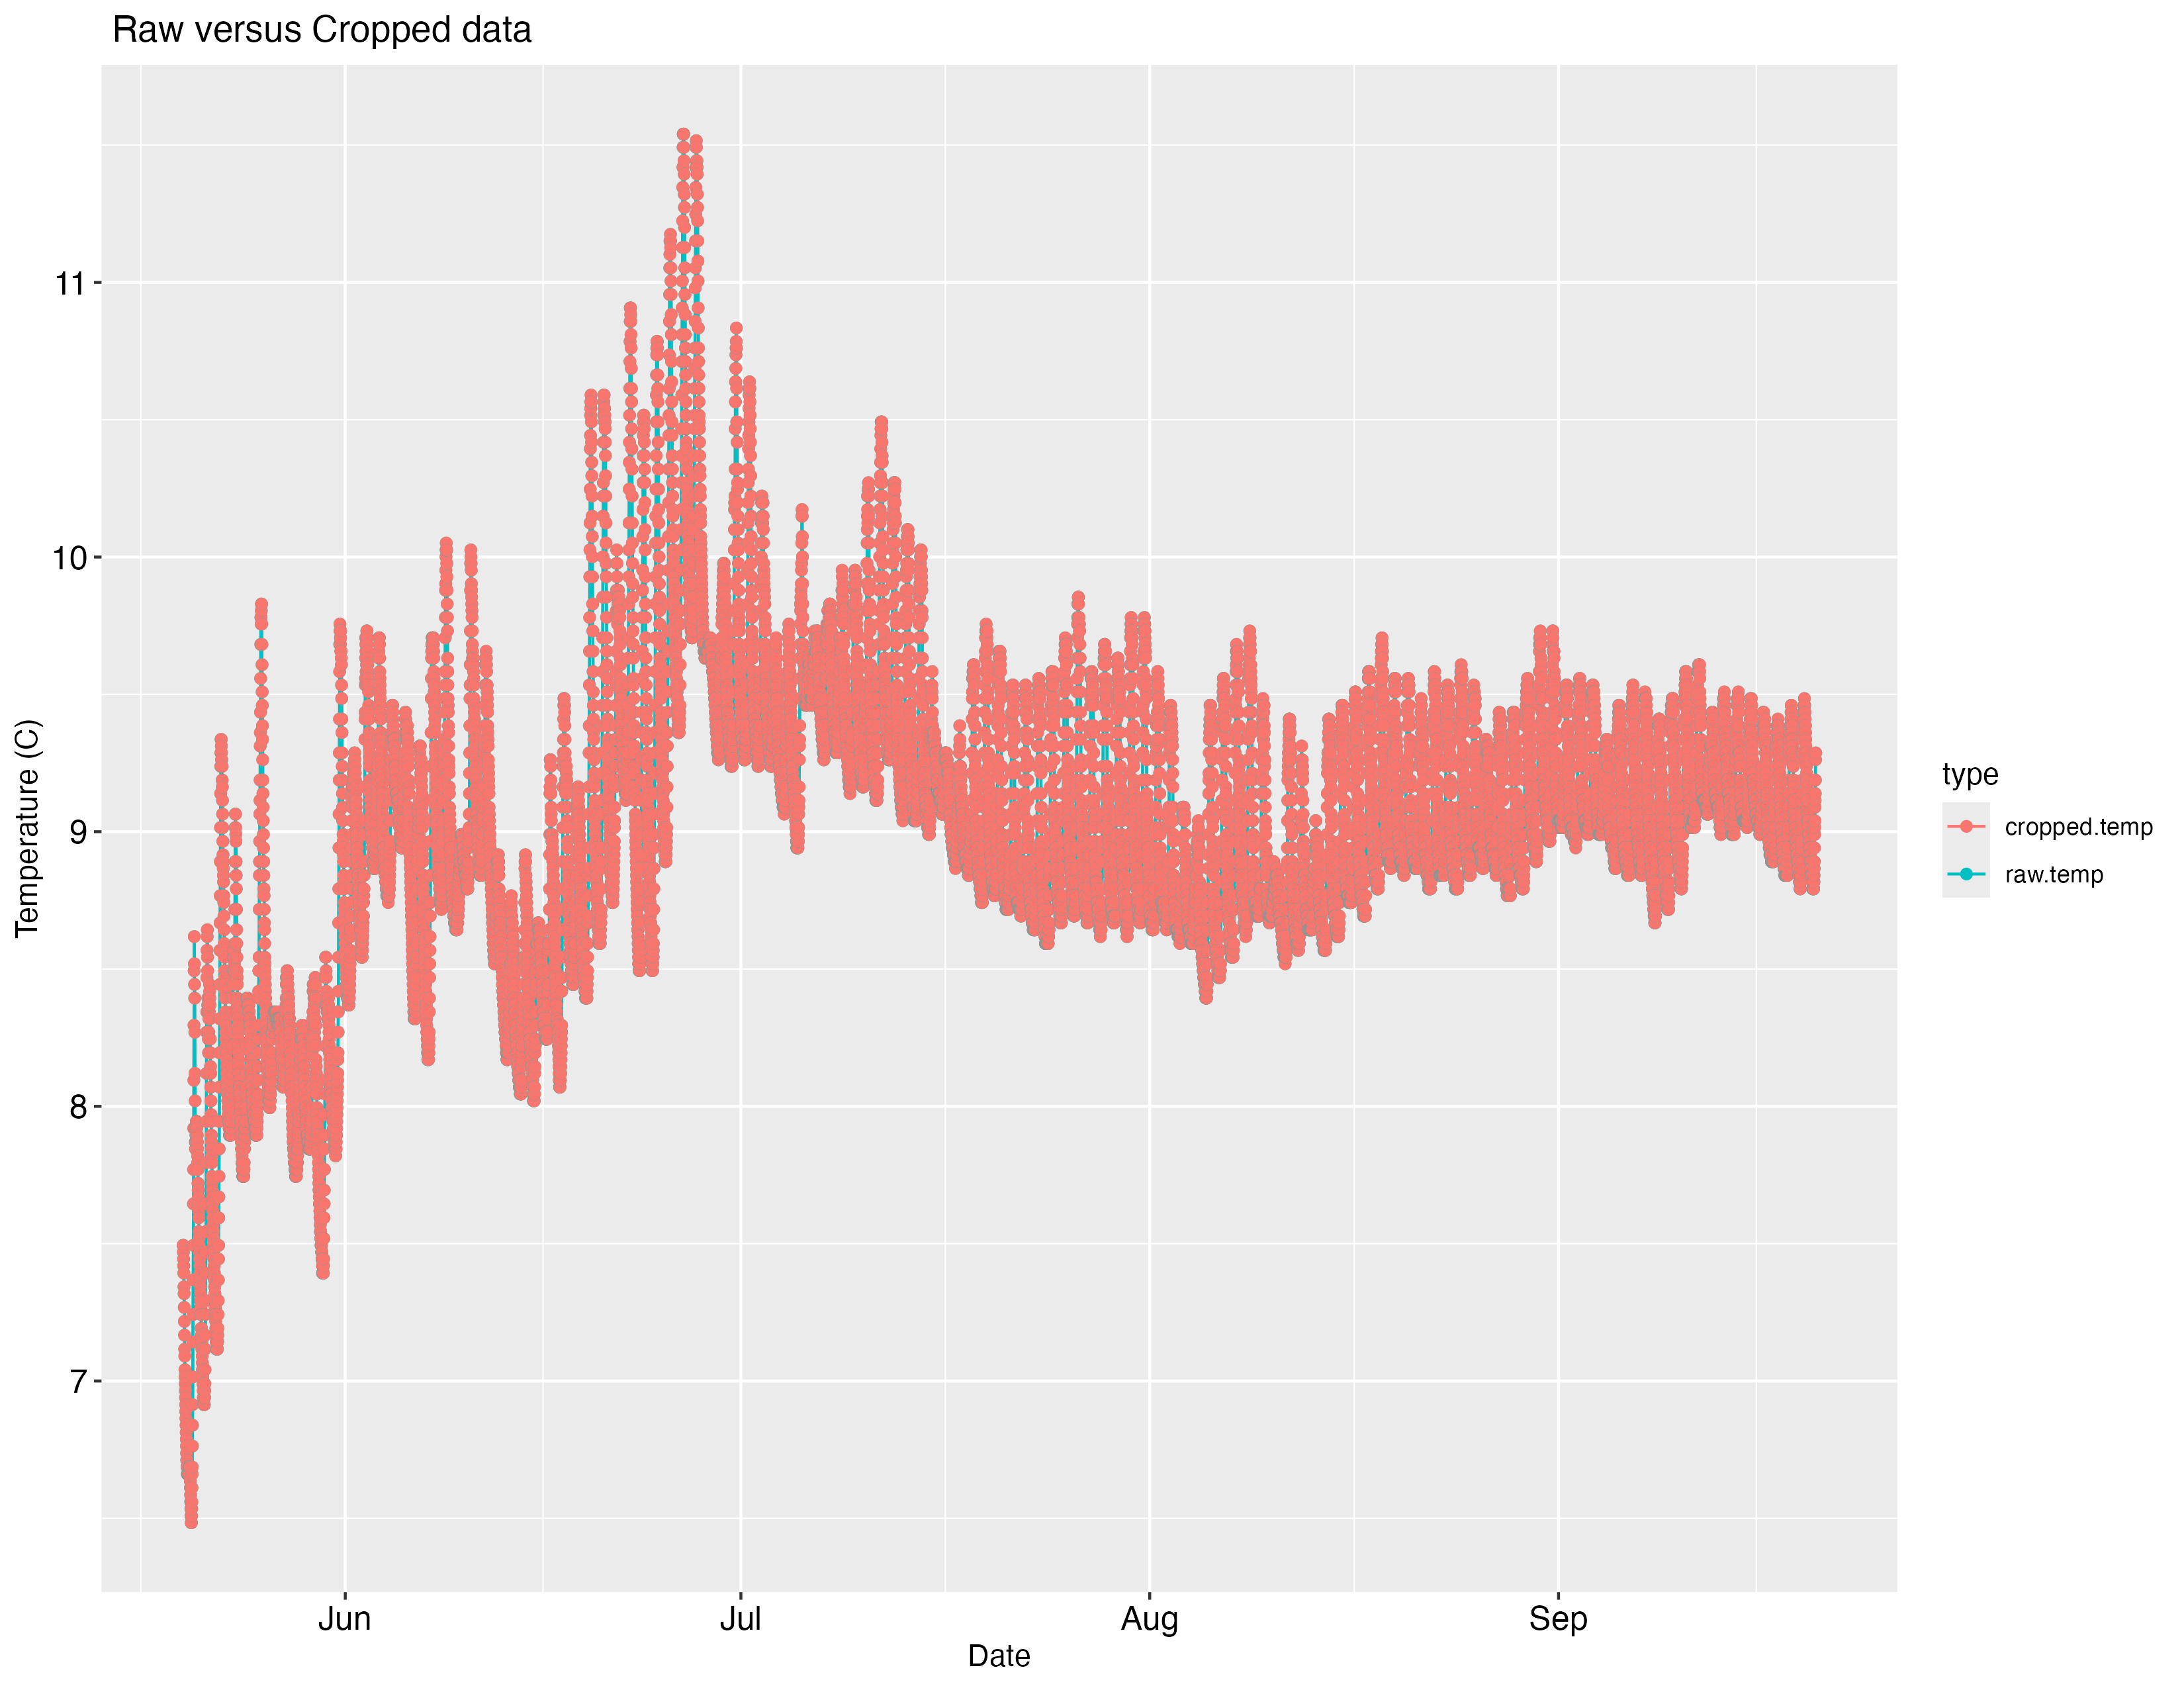 Raw versus Cropped data
Temperature (C)
11
10
9
8
7
Jun
Jul
Aug
Sep
Date
type
cropped.temp
raw.temp